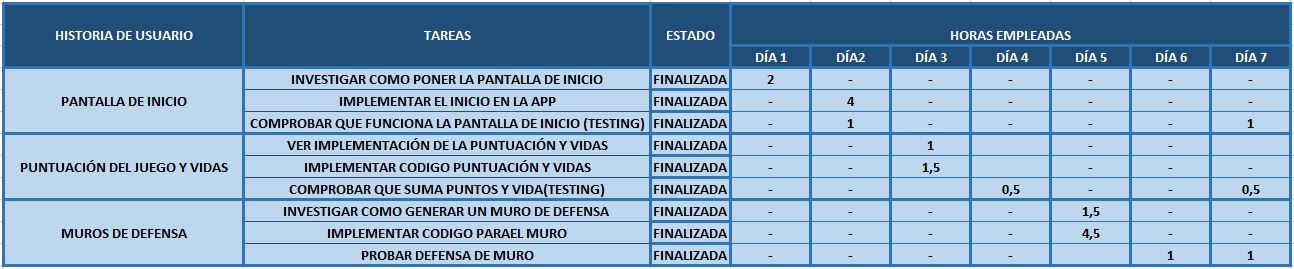 HISTORIA DE USUARIO TAREAS ESTADO HORAS EMPLEADAS
DÍA 1 DÍA2 DÍA 3 DÍA 4 DÍA 5 DÍA 6 DÍA 7
PANTALLA DE INICIO
INVESTIGAR COMO PONER LA PANTALLA DE INICIO FINALIZADA 2 - - - - - -
IMPLEMENTAR EL INICIO EN LA APP FINALIZADA - 4 - - - - -
COMPROBAR QUE FUNCIONA LA PANTALLA DE INICIO (TESTING) FINALIZADA - 1 - - - - 1
PUNTUACIÓN DEL JUEGO Y VIDAS
VER IMPLEMENTACIÓN DE LA PUNTUACIÓN Y VIDAS FINALIZADA - - 1 - - - -
IMPLEMENTAR CODIGO PUNTUACIÓN Y VIDAS FINALIZADA - - 1,5 - - - -
COMPROBAR QUE SUMA PUNTOS Y VIDA(TESTING) FINALIZADA - - - 0,5 - - 0,5
MUROS DE DEFENSA
INVESTIGAR COMO GENERAR UN MURO DE DEFENSA FINALIZADA - - - - 1,5 - -
IMPLEMENTAR CODIGO PARAEL MURO FINALIZADA - - - - 4,5 - -
PROBAR DEFENSA DE MURO FINALIZADA - - - - - 1 1